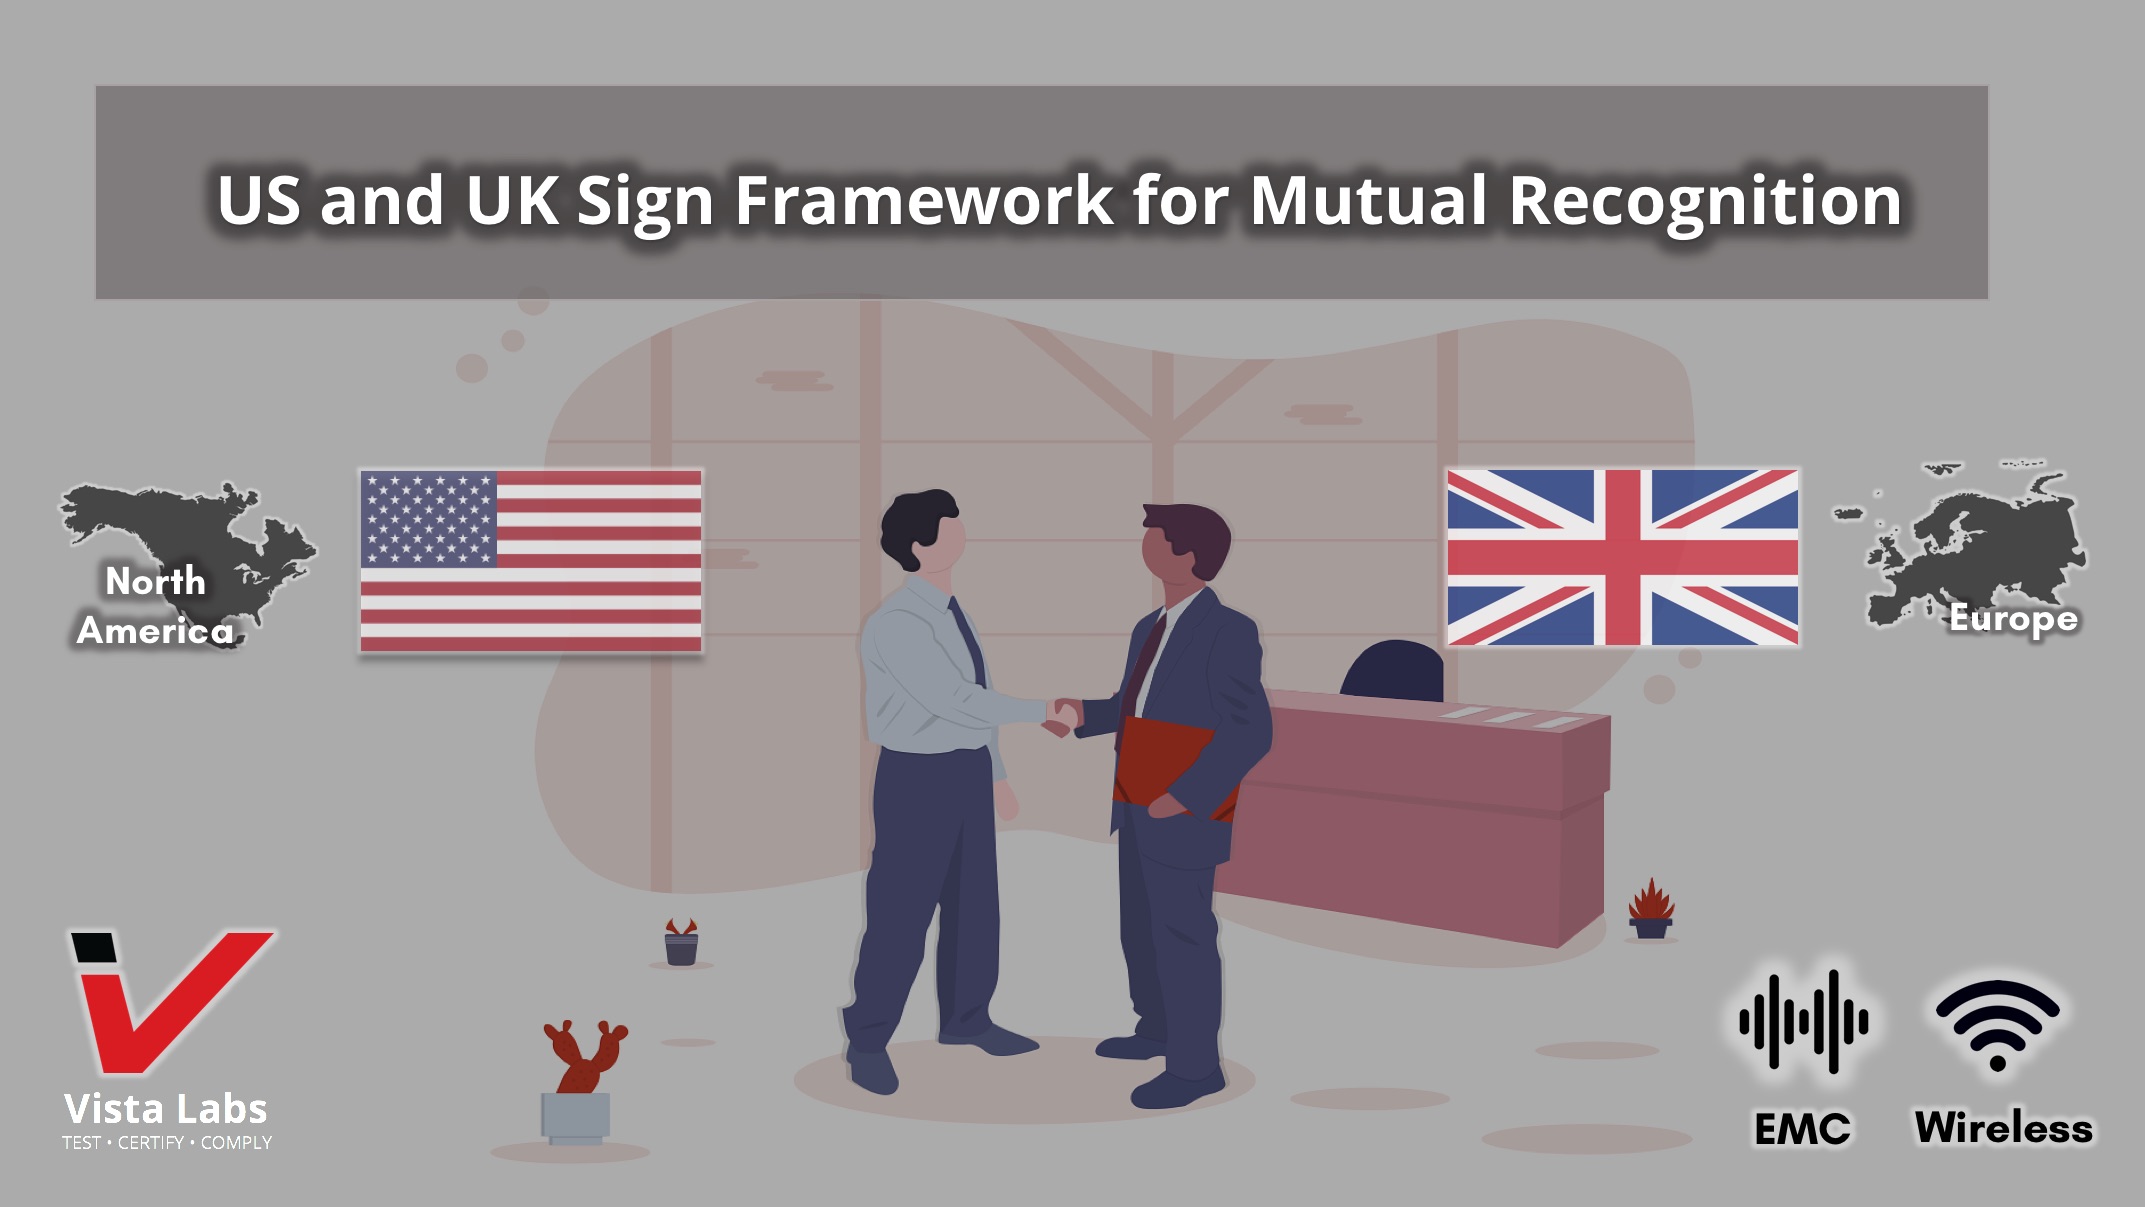 US and UK Sign Framework for Mutual Recognition
North
America
Europe
Vista Labs
TEST • CERTIFY • COMPLY
EMC
Wireless